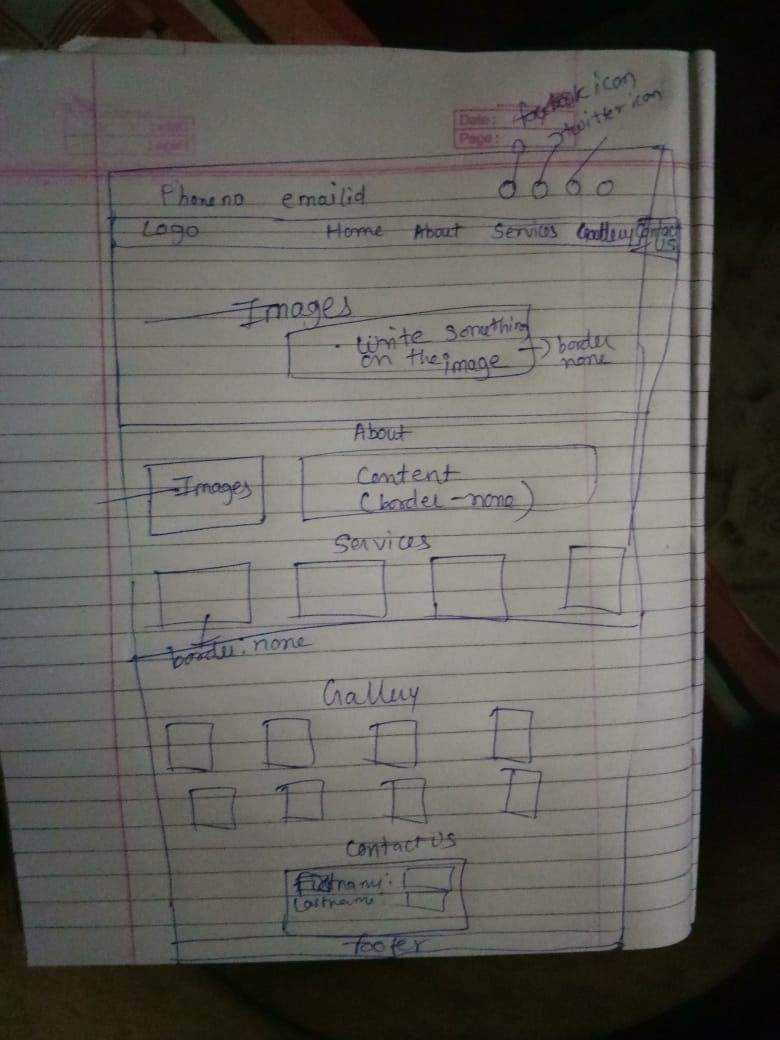 facebook icon
twitter icon
Date:
Page:
Phone no emailid
Logo Home About Services Gallery Contact
us
Images
write something
on the image → border
none
About
Images
Content
(border-none)
Services
border:none
Gallery
Contact us
Firstname:
Lastname:
footer